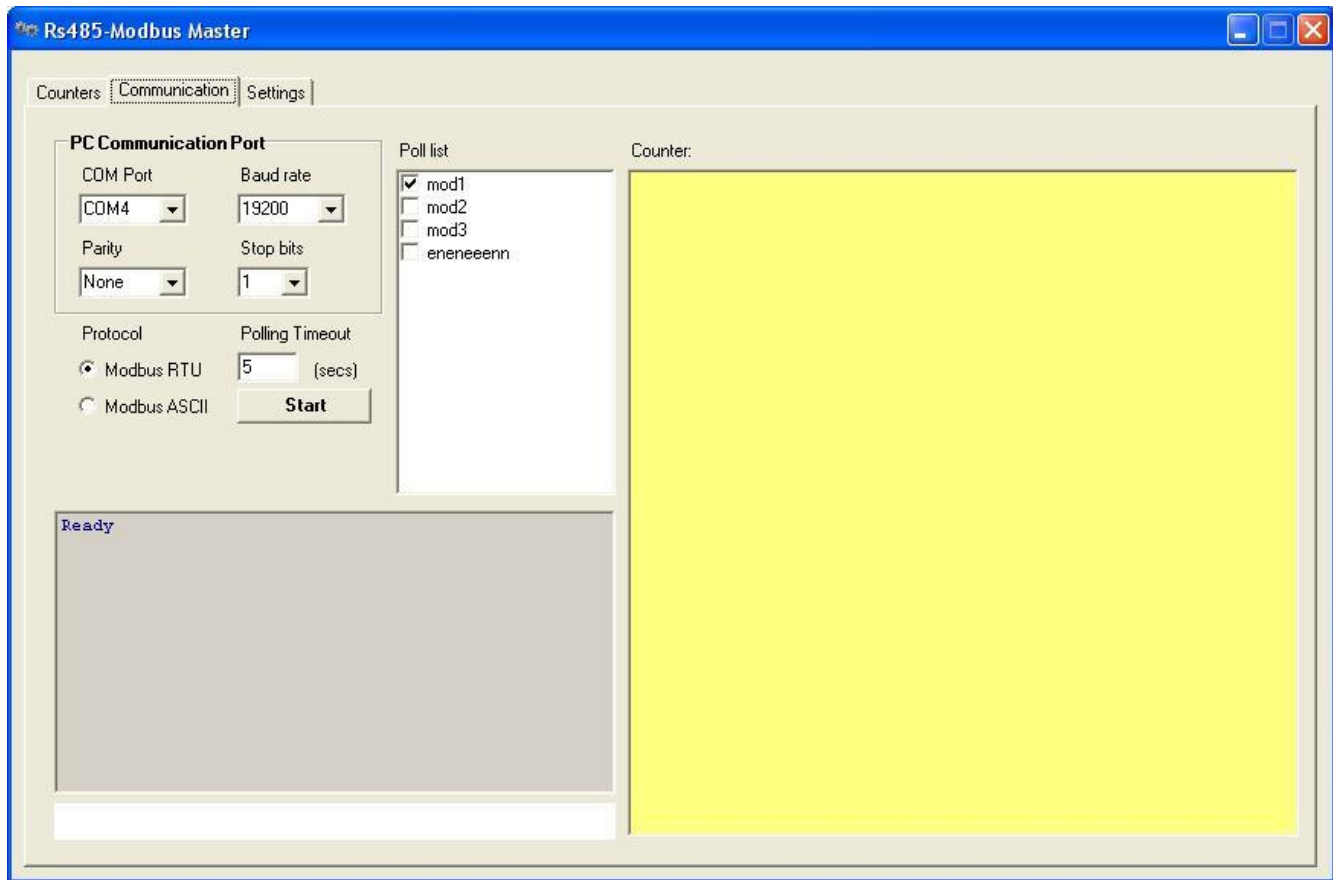 Rs485-Modbus Master
Counters Communication Settings
PC Communication Port
COM Port Baud rate
COM4 19200
Parity Stop bits
None 1
Protocol Polling Timeout
Modbus RTU 5 (secs)
Modbus ASCII Start
Poll list
mod1
mod2
mod3
eneneeenn
Counter:
Ready